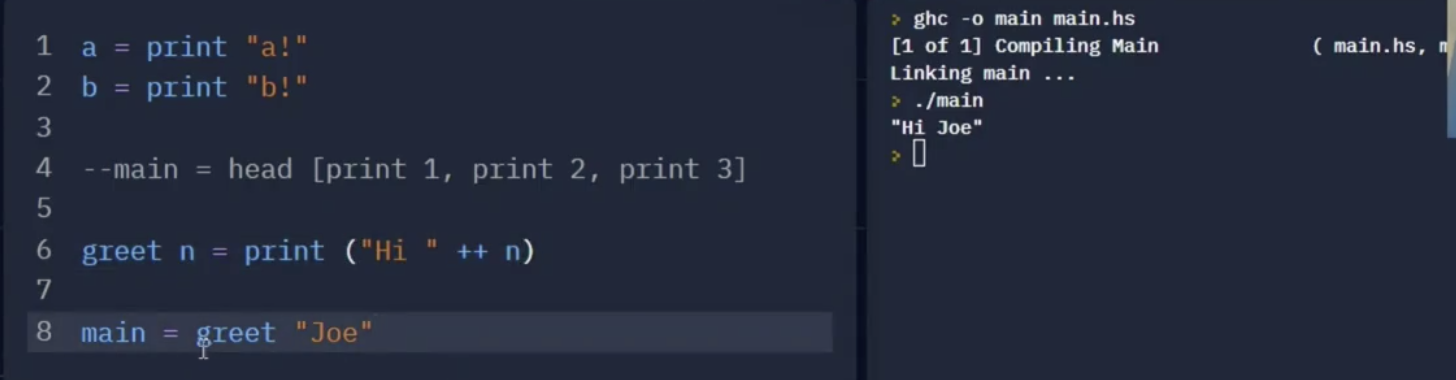 1 a = print "a!"
2 b = print "b!"
3
4 --main = head [print 1, print 2, print 3]
5
6 greet n = print ("Hi " ++ n)
7
8 main = greet "Joe"
> ghc -o main main.hs
[1 of 1] Compiling Main ( main.hs,
Linking main ...
> ./main
"Hi Joe"
>